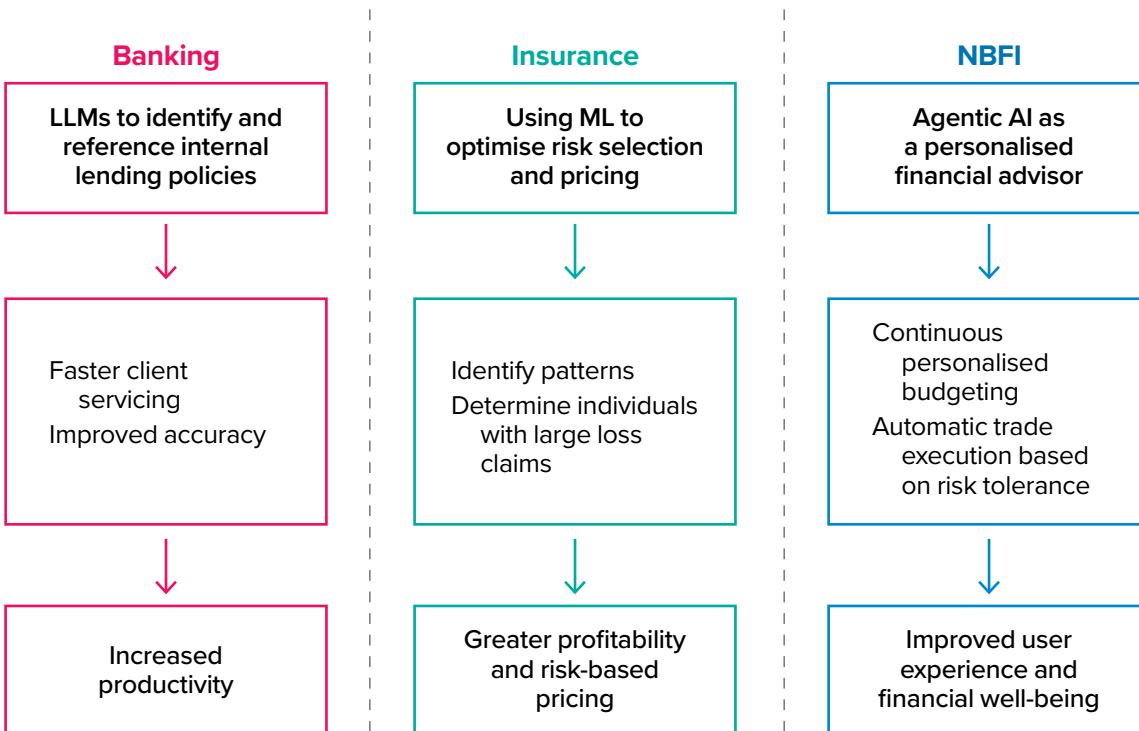 Banking
LLMs to identify and
reference internal
lending policies
Faster client
servicing
Improved accuracy
Increased
productivity
Insurance
Using ML to
optimise risk selection
and pricing
Identify patterns
Determine individuals
with large loss
claims
Greater profitability
and risk-based
pricing
NBFI
Agentic AI as
a personalised
financial advisor
Continuous
personalised
budgeting
Automatic trade
execution based
on risk tolerance
Improved user
experience and
financial well-being